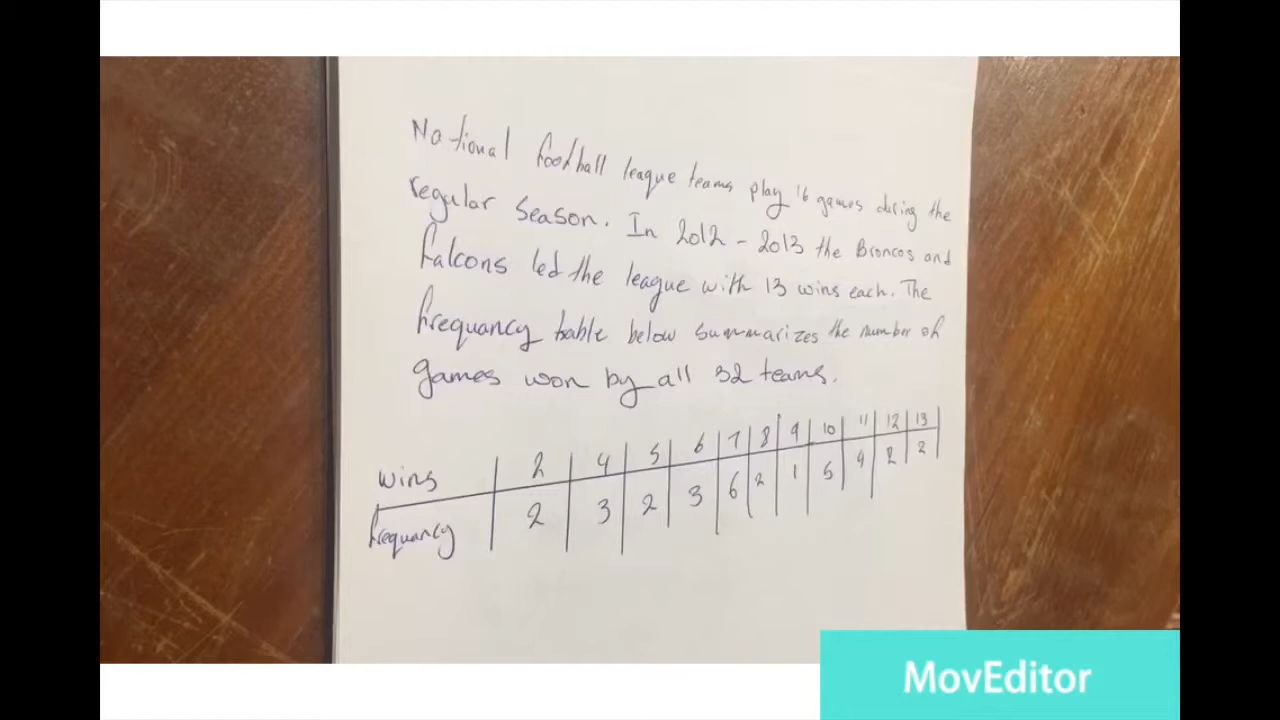 National football league teams play 16 games during the
regular season. In 2012 - 2013 the Broncos and
falcons led the league with 13 wins each. The
frequancy table below summarizes the number of
games won by all 32 teams.
wins 2 4 5 6 7 8 9 10 11 12 13
frequancy 2 3 2 3 6 2 1 5 4 2 2
MovEditor